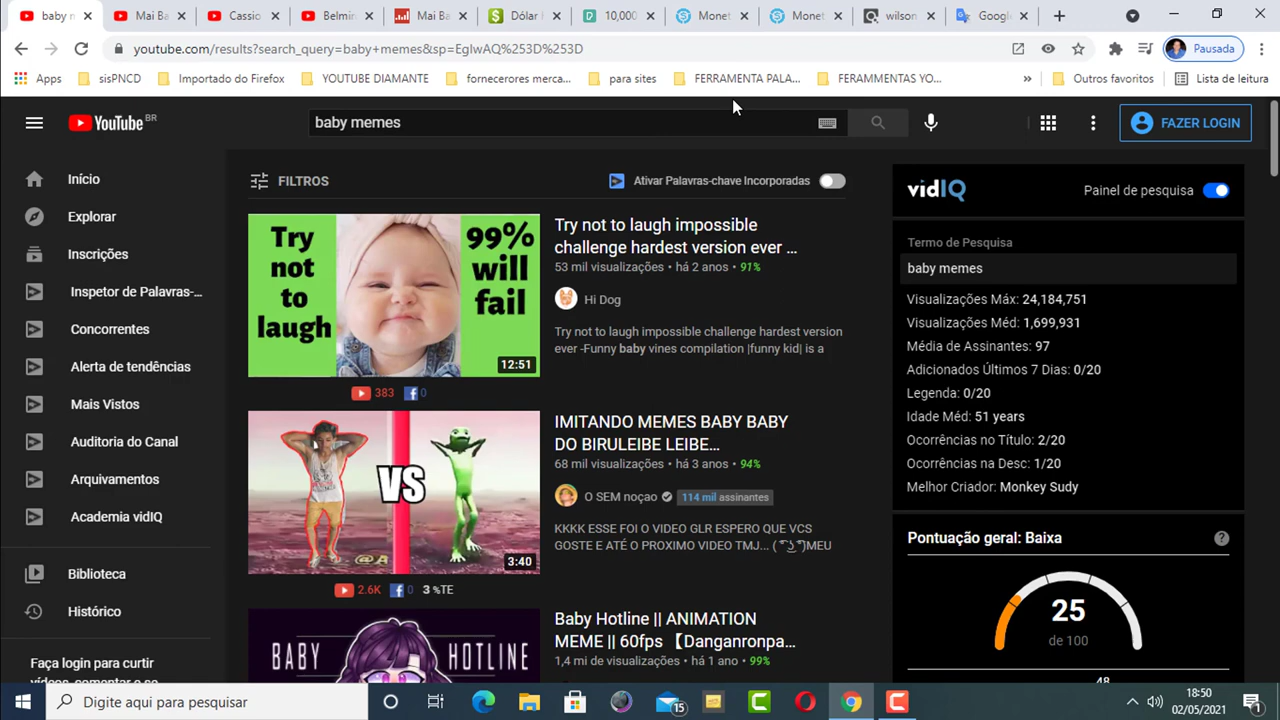 baby n
Mai Ba
Cassio
Belmir
Mai Ba
Dólar
10,000
Monet
Monet
wilson
Googl
youtube.com/results?search_query=baby+memes&sp=EgIwAQ%253D%253D
Pausada
Apps
sisPNCD
Importado do Firefox
YOUTUBE DIAMANTE
fornecerores merca...
para sites
FERRAMENTA PALA...
FERAMMENTAS YO...
»
Outros favoritos
Lista de leitura
YouTube BR
baby memes
FAZER LOGIN
Início
Explorar
Inscrições
Inspetor de Palavras-...
Concorrentes
Alerta de tendências
Mais Vistos
Auditoria do Canal
Arquivamentos
Academia vidIQ
Biblioteca
Histórico
Faça login para curtir
FILTROS
Ativar Palavras-chave Incorporadas
Try
not
to
laugh
99%
will
fail
12:51
Try not to laugh impossible
challenge hardest version ever ...
53 mil visualizações • há 2 anos • 91%
Hi Dog
Try not to laugh impossible challenge hardest version
ever -Funny baby vines compilation |funny kid| is a
383
0
VS
3:40
IMITANDO MEMES BABY BABY
DO BIRULEIBE LEIBE...
68 mil visualizações • há 3 anos • 94%
O SEM noçao
114 mil assinantes
KKKK ESSE FOI O VIDEO GLR ESPERO QUE VCS
GOSTE E ATÉ O PROXIMO VIDEO TMJ... ( ͡° ͜ʖ ͡°)MEU
2.6K
0
3 %TE
BABY
HOTLINE
Baby Hotline || ANIMATION
MEME || 60fps 【Danganronpa...
1,4 mi de visualizações • há 1 ano • 99%
vidIQ
Painel de pesquisa
Termo de Pesquisa
baby memes
Visualizações Máx: 24,184,751
Visualizações Méd: 1,699,931
Média de Assinantes: 97
Adicionados Últimos 7 Dias: 0/20
Legenda: 0/20
Idade Méd: 51 years
Ocorrências no Título: 2/20
Ocorrências na Desc: 1/20
Melhor Criador: Monkey Sudy
Pontuação geral: Baixa
25
de 100
Digite aqui para pesquisar
15
18:50
02/05/2021
1